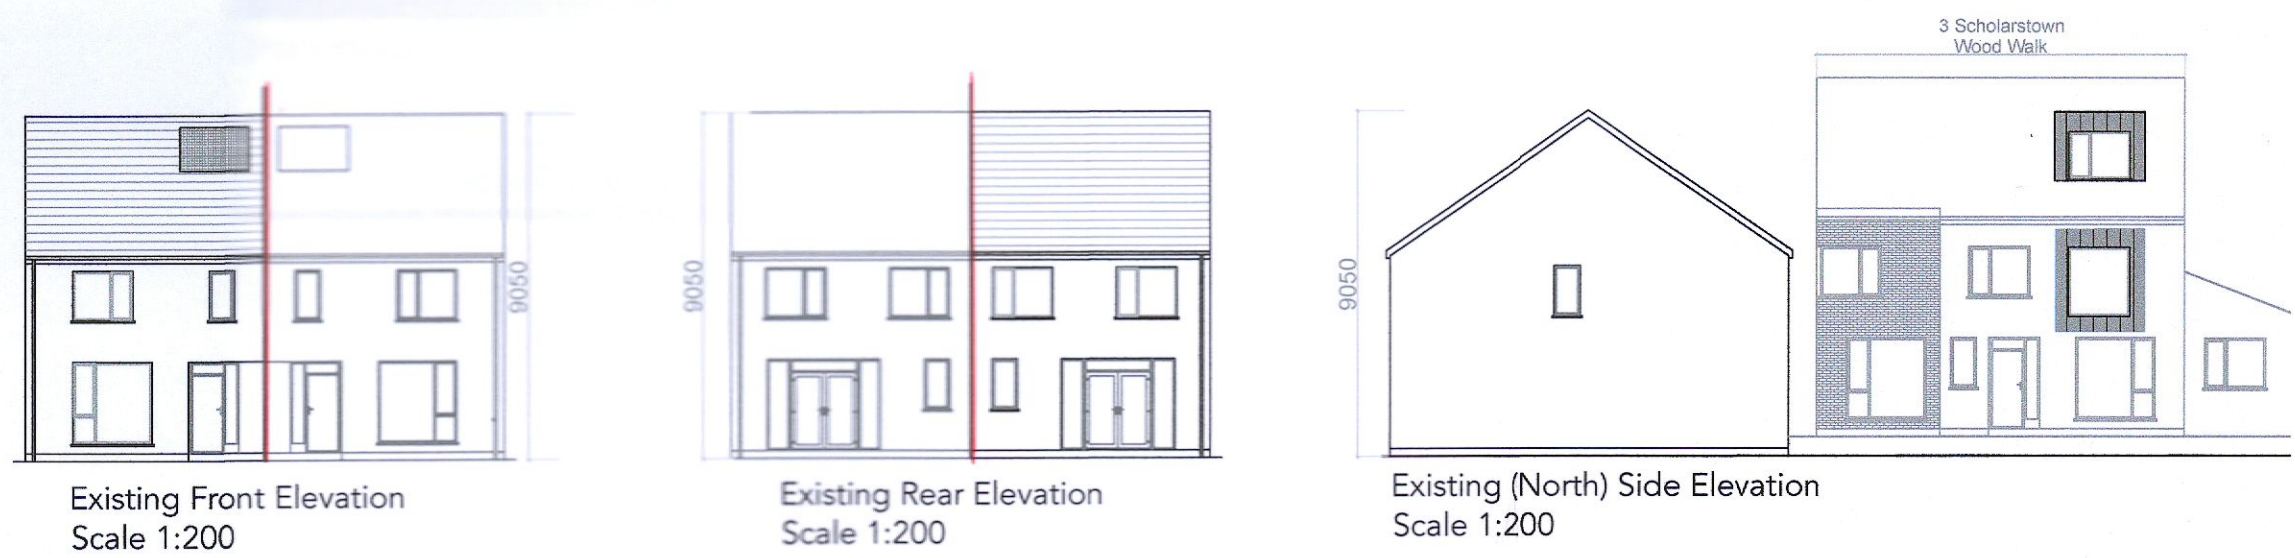 3 Scholarstown
Wood Walk
9050
9050
9050
Existing Front Elevation
Scale 1:200
Existing Rear Elevation
Scale 1:200
Existing (North) Side Elevation
Scale 1:200